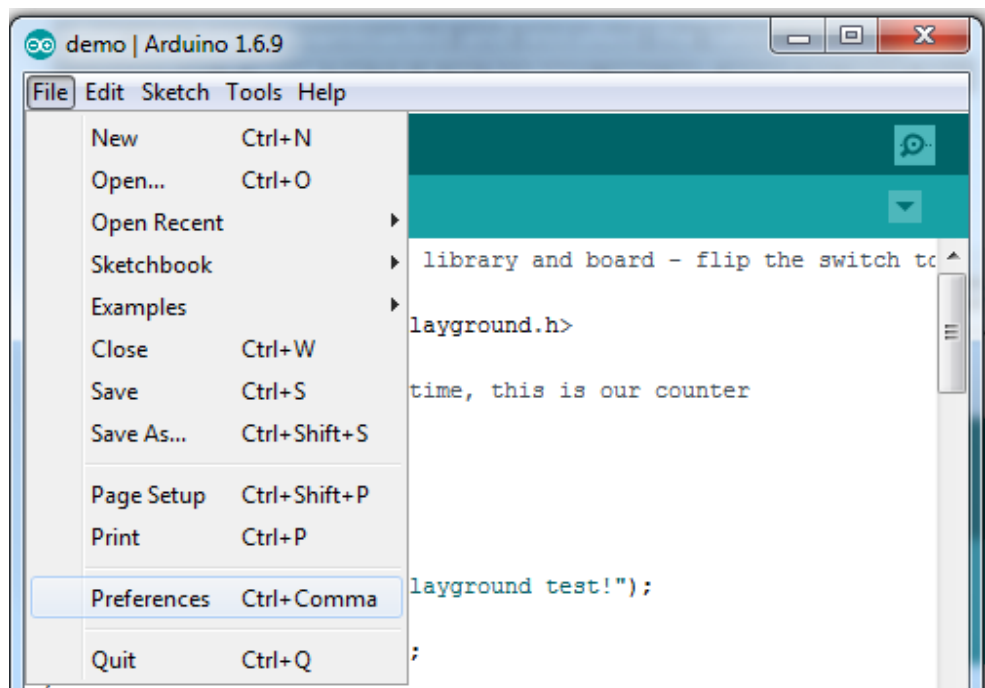 demo | Arduino 1.6.9
File Edit Sketch Tools Help
New Ctrl+N
Open... Ctrl+O
Open Recent
Sketchbook
library and board - flip the switch to
Examples
layground.h>
Close Ctrl+W
Save Ctrl+S
time, this is our counter
Save As... Ctrl+Shift+S
Page Setup Ctrl+Shift+P
Print Ctrl+P
Preferences Ctrl+Comma
layground test!");
Quit Ctrl+Q
;